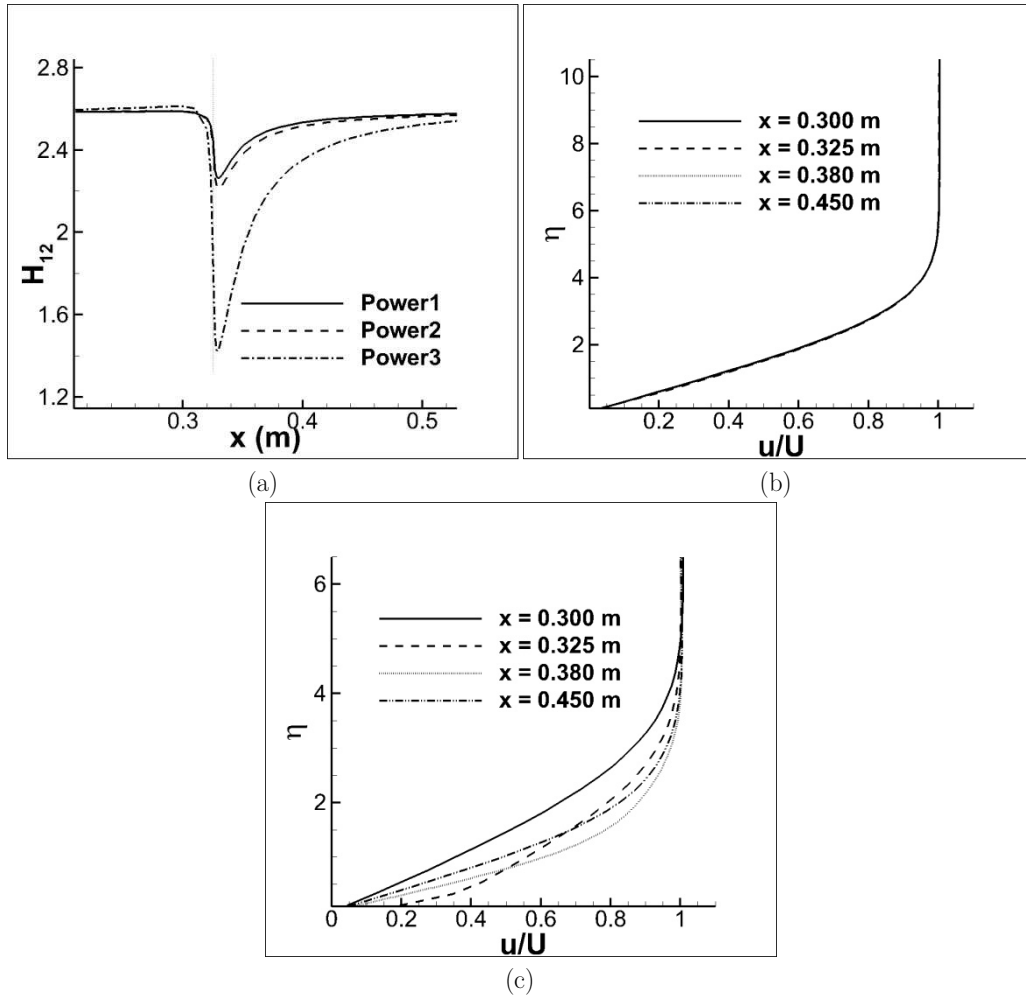 2.8
2.4
2
1.6
1.2
H12
Power1
Power2
Power3
0.3
0.4
0.5
x (m)
(a)
10
8
6
4
2
η
x = 0.300 m
x = 0.325 m
x = 0.380 m
x = 0.450 m
0.2
0.4
0.6
0.8
1
u/U
(b)
6
4
2
η
x = 0.300 m
x = 0.325 m
x = 0.380 m
x = 0.450 m
0
0.2
0.4
0.6
0.8
1
u/U
(c)